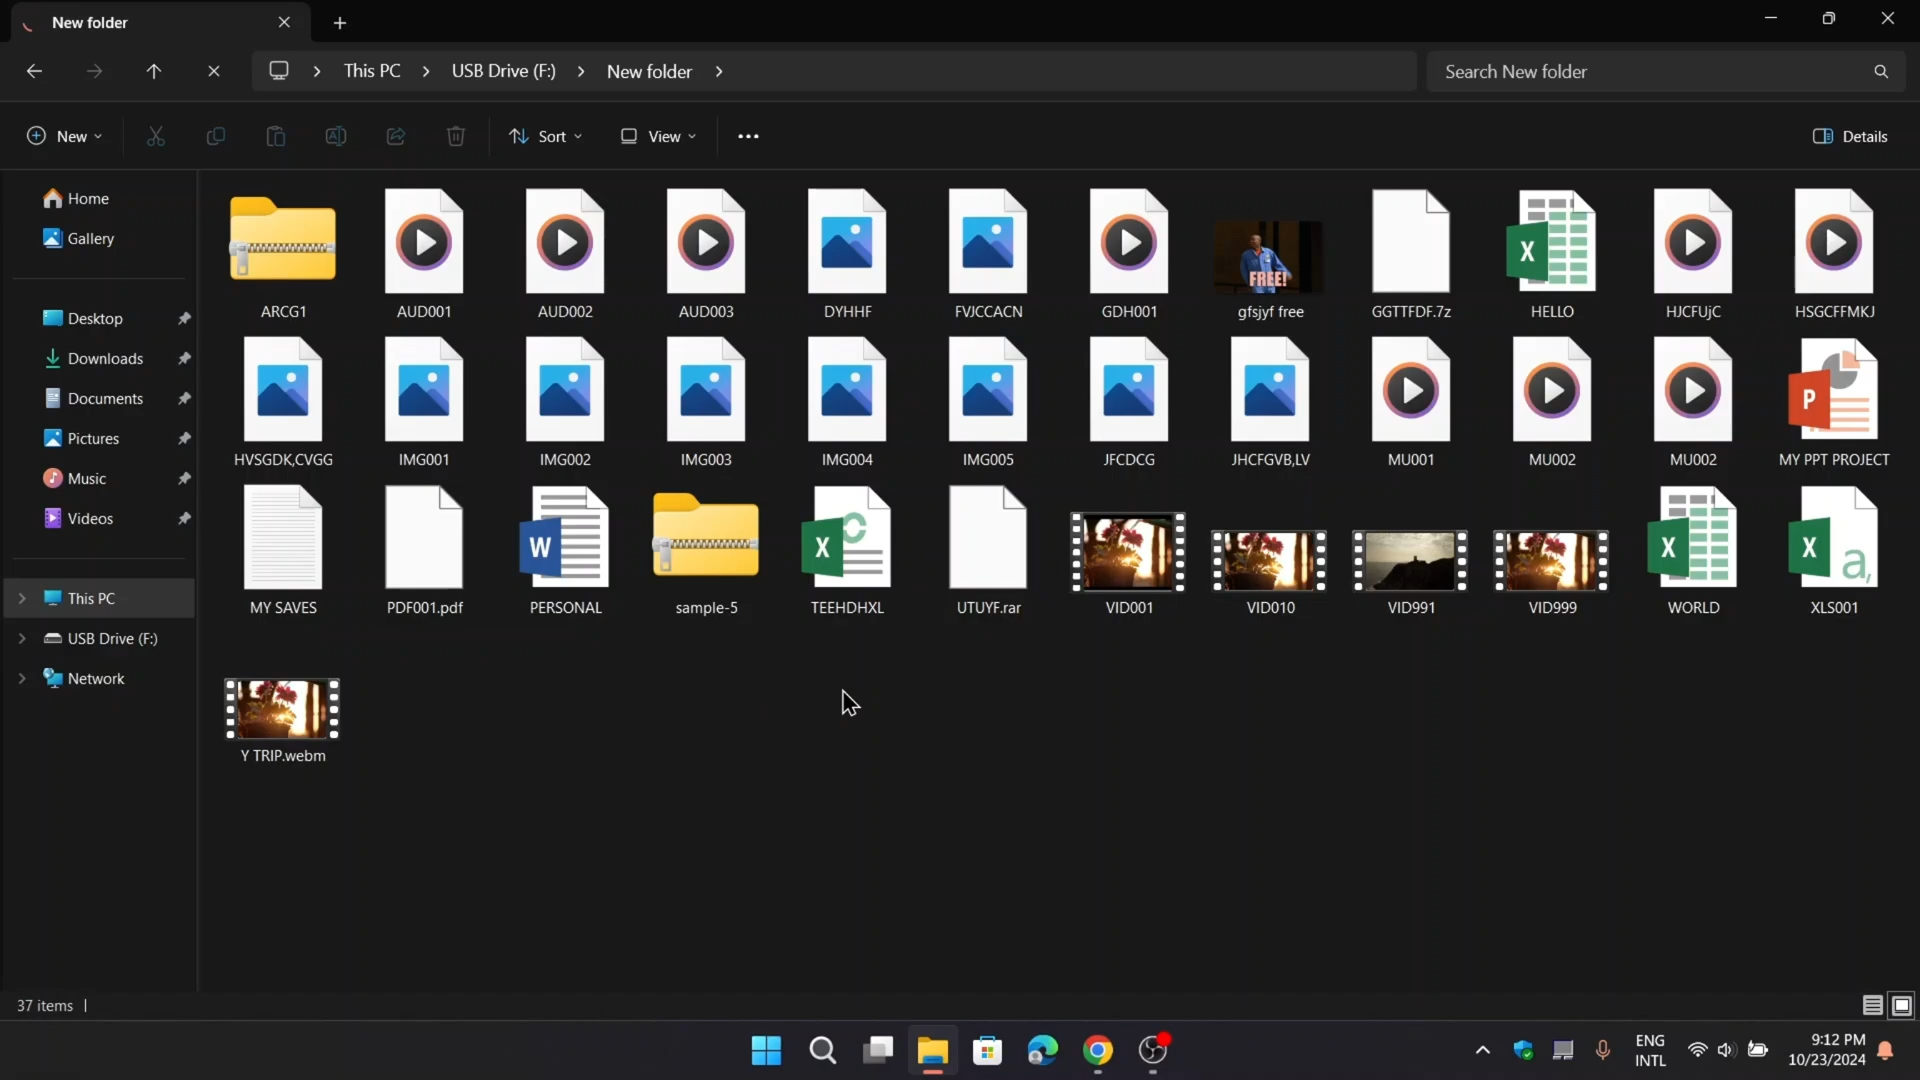 New folder
This PC
USB Drive (F:)
New folder
Search New folder
New
Sort
View
Details
Home
Gallery
Desktop
Downloads
Documents
Pictures
Music
Videos
This PC
USB Drive (F:)
Network
ARCG1 AUD001 AUD002 AUD003 DYHHF FVJCCACN GDH001 gfsjyf free GGTTFDF.7z HELLO HJCFUjC HSGCFFMKJ
FREE!
HVSGDK,CVGG IMG001 IMG002 IMG003 IMG004 IMG005 JFCDCG JHCFGVB,LV MU001 MU002 MU002 MY PPT PROJECT
MY SAVES PDF001.pdf PERSONAL sample-5 TEEHDHXL UTUYF.rar VID001 VID010 VID991 VID999 WORLD XLS001
Y TRIP.webm
37 items
ENG
INTL
9:12 PM
10/23/2024